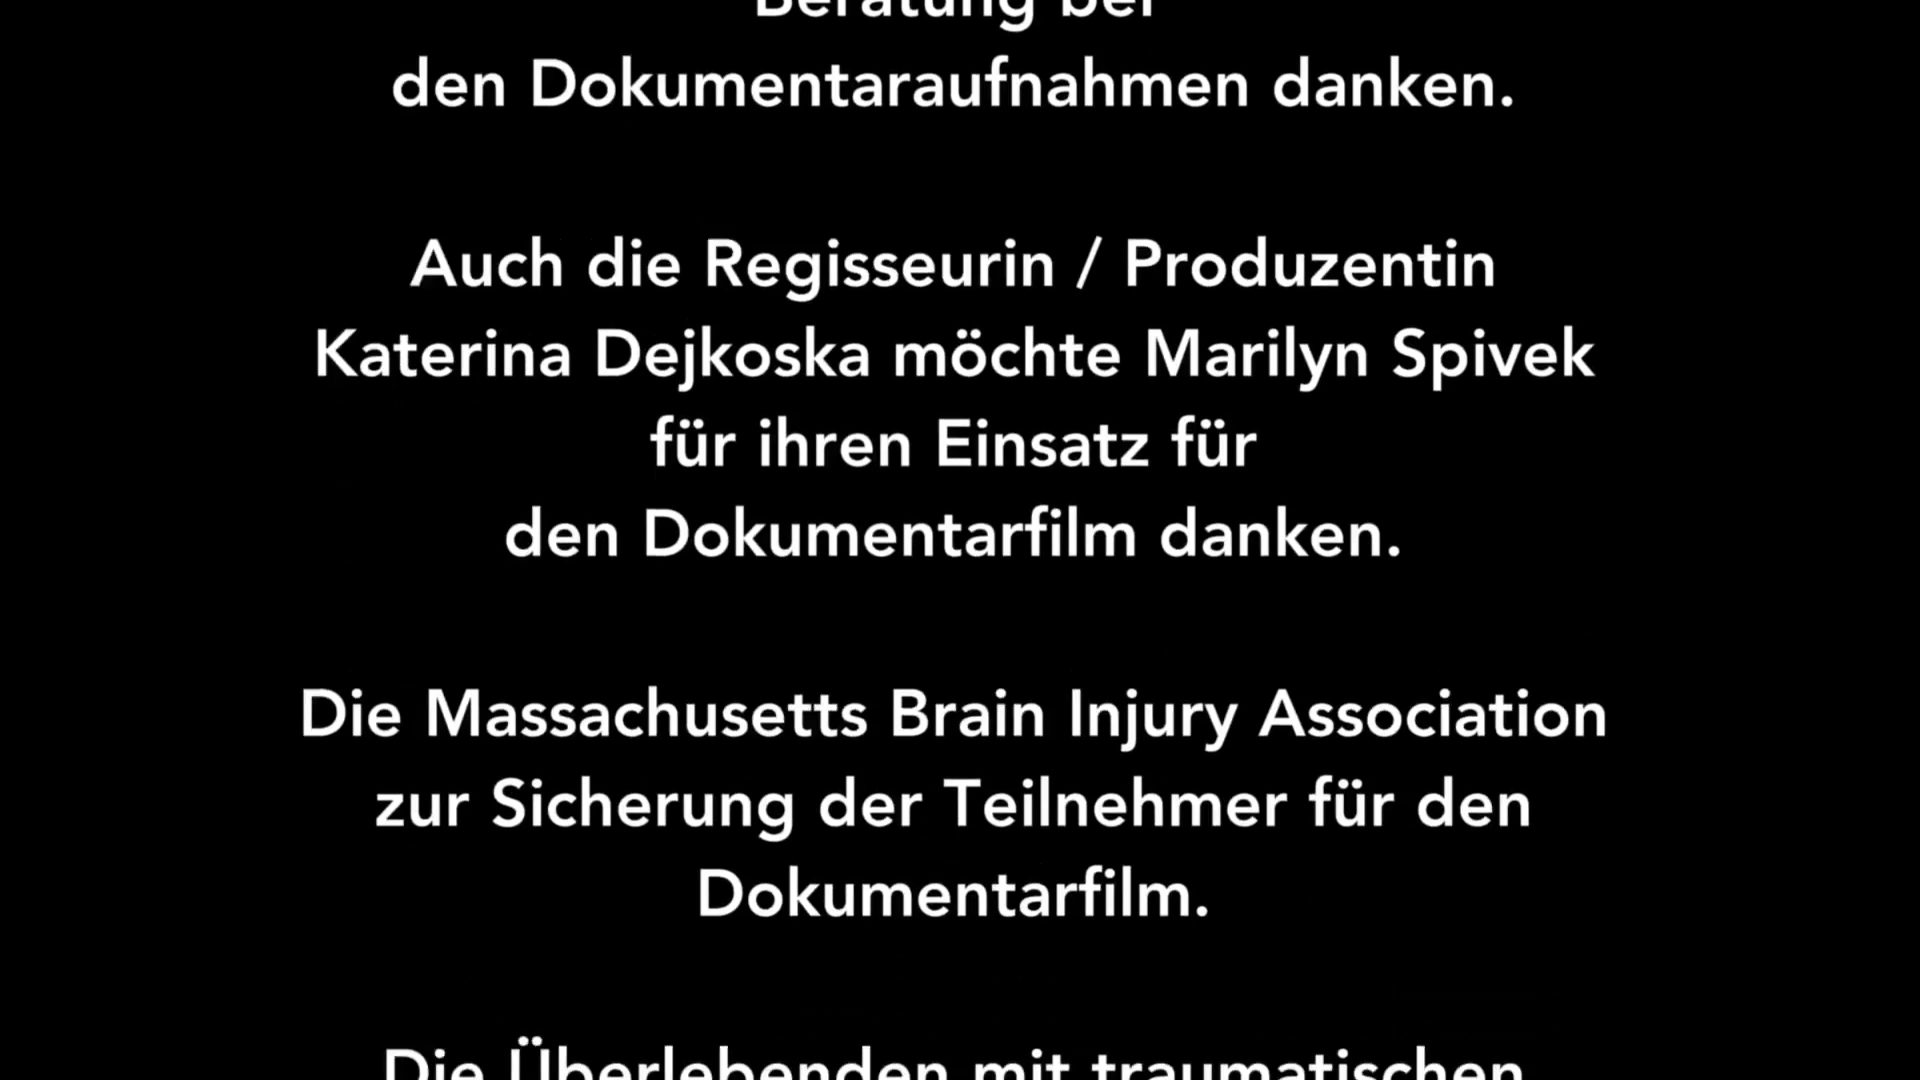 Beratung bei
den Dokumentaraufnahmen danken.
Auch die Regisseurin / Produzentin
Katerina Dejkoska möchte Marilyn Spivek
für ihren Einsatz für
den Dokumentarfilm danken.
Die Massachusetts Brain Injury Association
zur Sicherung der Teilnehmer für den
Dokumentarfilm.
Die Überlebenden mit traumatischen